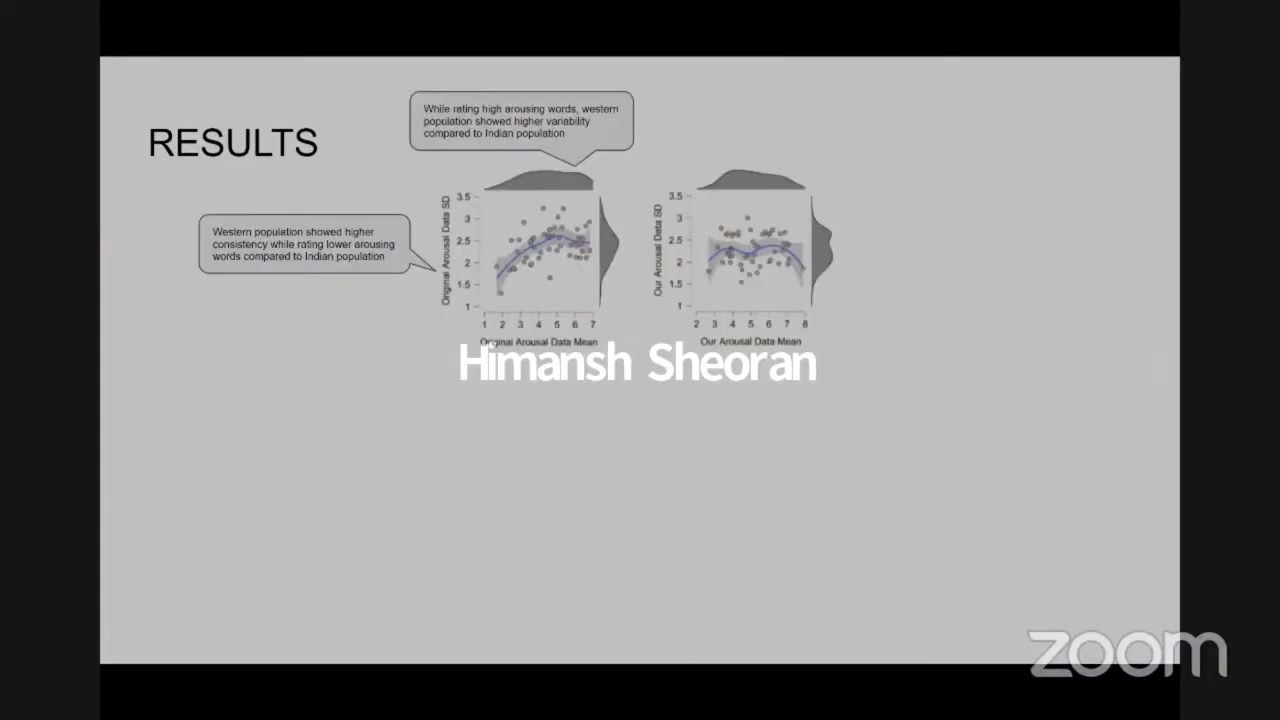 While rating high arousing words, western
population showed higher variability
compared to Indian population
RESULTS
Western population showed higher
consistency while rating lower arousing
words compared to Indian population
Original Arousal Data SD
3.5
3
2.5
2
1.5
1
1 2 3 4 5 6 7
Original Arousal Data Mean
Our Arousal Data SD
3.5
3
2.5
2
1.5
1
2 3 4 5 6 7 8
Our Arousal Data Mean
Himansh Sheoran
zoom